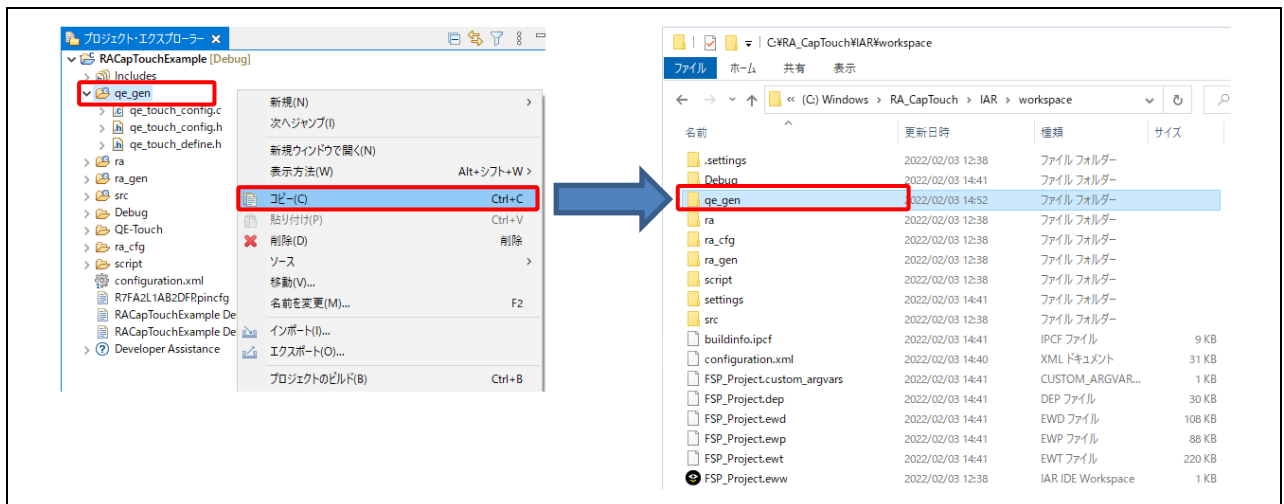 プロジェクト・エクスプローラー
RACapTouchExample [Debug]
Includes
qe_gen
qe_touch_config.c
qe_touch_config.h
qe_touch_define.h
ra
ra_gen
src
Debug
QE-Touch
ra_cfg
script
configuration.xml
R7FA2L1AB2DFP.pincfg
RACapTouchExample De
RACapTouchExample De
Developer Assistance
新規(N)
次へジャンプ(I)
新規ウィンドウで開く(N)
表示方法(W) Alt+シフト+W
コピー(C) Ctrl+C
貼り付け(P) Ctrl+V
削除(D) 削除
ソース
移動(V)...
名前を変更(M)... F2
インポート(I)...
エクスポート(O)...
プロジェクトのビルド(B) Ctrl+B
C:¥RA_CapTouch¥IAR¥workspace
ファイル ホーム 共有 表示
« (C:) Windows > RA_CapTouch > IAR > workspace
名前 更新日時 種類 サイズ
.settings 2022/02/03 12:38 ファイル フォルダー
Debug 2022/02/03 14:41 ファイル フォルダー
qe_gen 2022/02/03 14:52 ファイル フォルダー
ra 2022/02/03 12:38 ファイル フォルダー
ra_cfg 2022/02/03 12:38 ファイル フォルダー
ra_gen 2022/02/03 12:38 ファイル フォルダー
script 2022/02/03 12:38 ファイル フォルダー
settings 2022/02/03 14:41 ファイル フォルダー
src 2022/02/03 12:38 ファイル フォルダー
buildinfo.ipcf 2022/02/03 14:41 IPCF ファイル 9 KB
configuration.xml 2022/02/03 14:40 XML ドキュメント 31 KB
FSP_Project.custom_argvars 2022/02/03 14:41 CUSTOM_ARGVAR... 1 KB
FSP_Project.dep 2022/02/03 14:41 DEP ファイル 30 KB
FSP_Project.ewd 2022/02/03 14:41 EWD ファイル 108 KB
FSP_Project.ewp 2022/02/03 14:41 EWP ファイル 88 KB
FSP_Project.ewt 2022/02/03 14:41 EWT ファイル 220 KB
FSP_Project.eww 2022/02/03 12:38 IAR IDE Workspace 1 KB